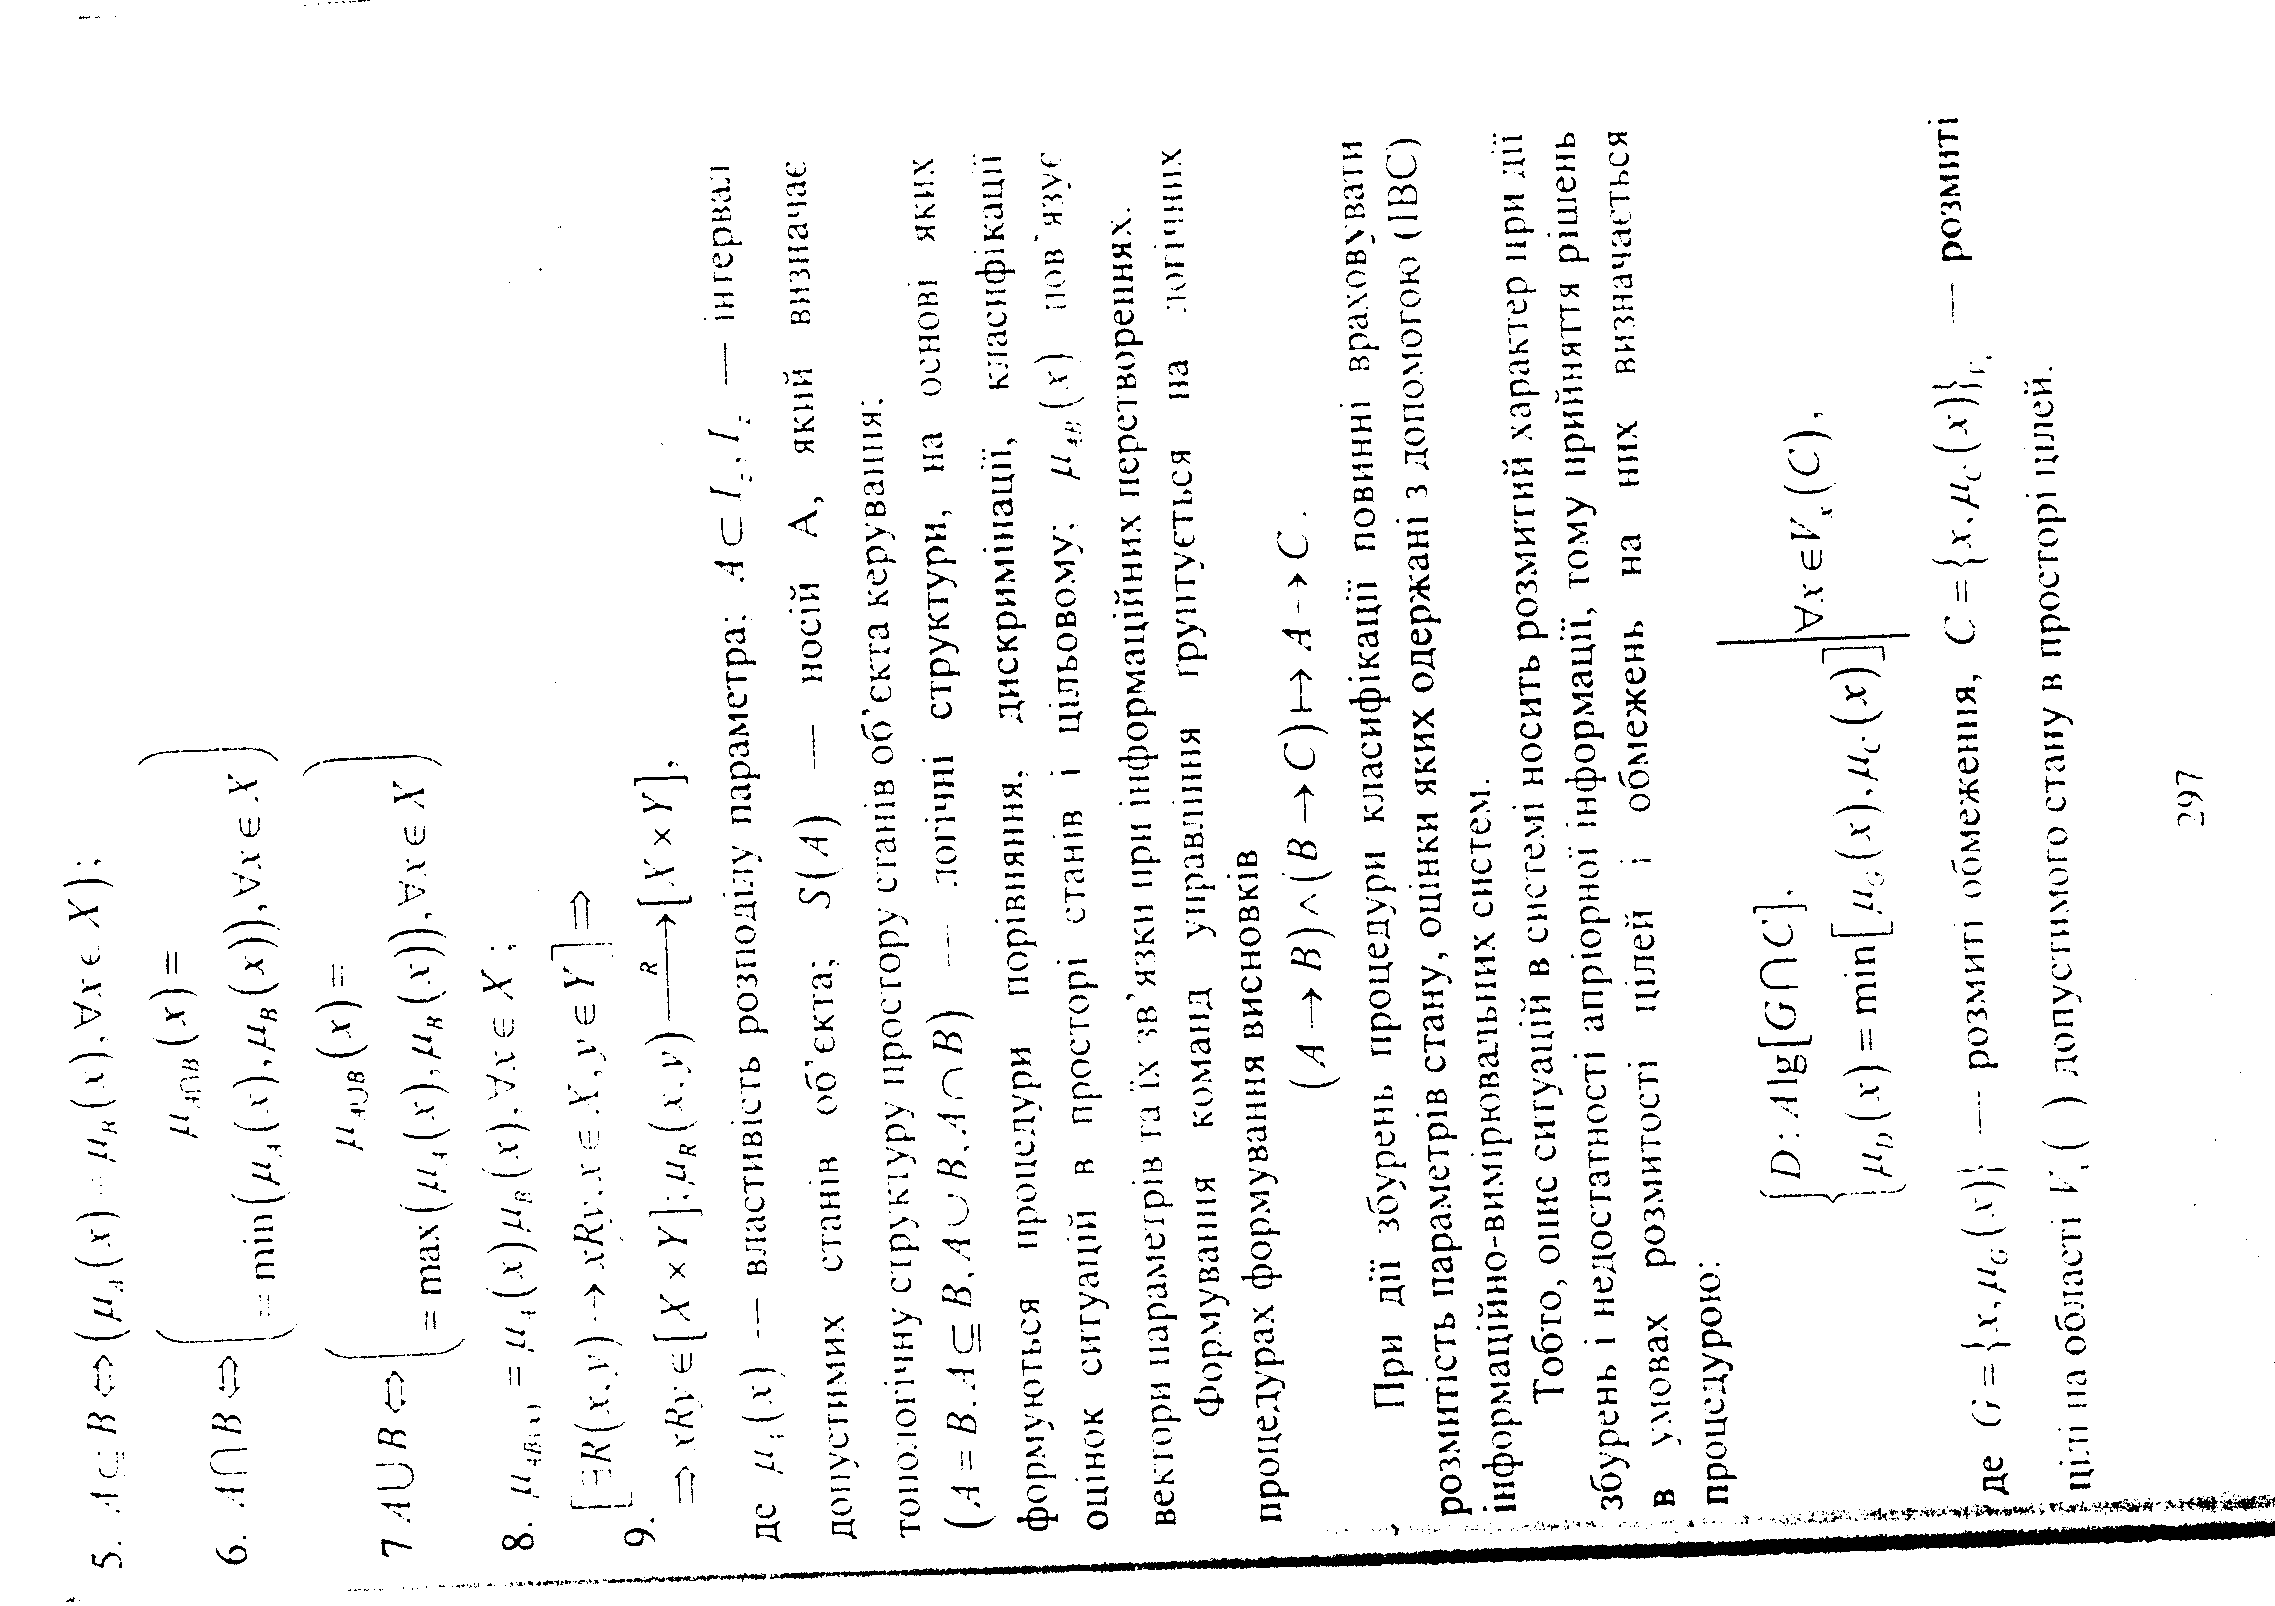 5. A ⊆ B ⇔ (μ_A(x) − μ_B(x), ∀x ∈ X);
μ_{A∩B}(x) =
6. A ∩ B ⇔
= min(μ_A(x), μ_B(x)), ∀x ∈ X
μ_{A∪B}(x) =
7 A ∪ B ⇔
= max(μ_A(x), μ_B(x)), ∀x ∈ X
8. μ_{AB(x)} = μ_A(x)μ_B(x), ∀x ∈ X;
[∃R(x,y) → xRy, x ∈ X, y ∈ Y] ⇒
9.
⇒ xRy ∈ [X × Y]; μ_R(x,y) —R→ [X × Y],
де μ_A(x) — властивість розподілу параметра; A ⊂ I_z, I_z — інтервал
допустимих станів об'єкта; S(A) — носій А, який визначає
топологічну структуру простору станів об'єкта керування;
(A = B, A ⊆ B, A ∪ B, A ∩ B) — логічні структури, на основі яких
формуються процедури порівняння, дискримінації, класифікації
оцінок ситуацій в просторі станів і цільовому; μ_{AB}(x) пов'язує
вектори параметрів та їх зв'язки при інформаційних перетвореннях.
Формування команд управління ґрунтується на логічних
процедурах формування висновків
(A → B) ∧ (B → C) ↦ A → C.
При дії збурень процедури класифікації повинні враховувати
розмитість параметрів стану, оцінки яких одержані з допомогою (ІВС)
інформаційно-вимірювальних систем.
Тобто, опис ситуацій в системі носить розмитий характер при дії
збурень і недостатності апріорної інформації, тому прийняття рішень
в умовах розмитості цілей і обмежень на них визначається
процедурою:
{D : Alg[G ∩ C],
∀x ∈ V_x(C),
μ_D(x) = min[μ_G(x), μ_C(x)]
де G = {x, μ_G(x)} — розмиті обмеження, C = {x, μ_C(x)} — розмиті
цілі на області V ( ) допустимого стану в просторі цілей.
297